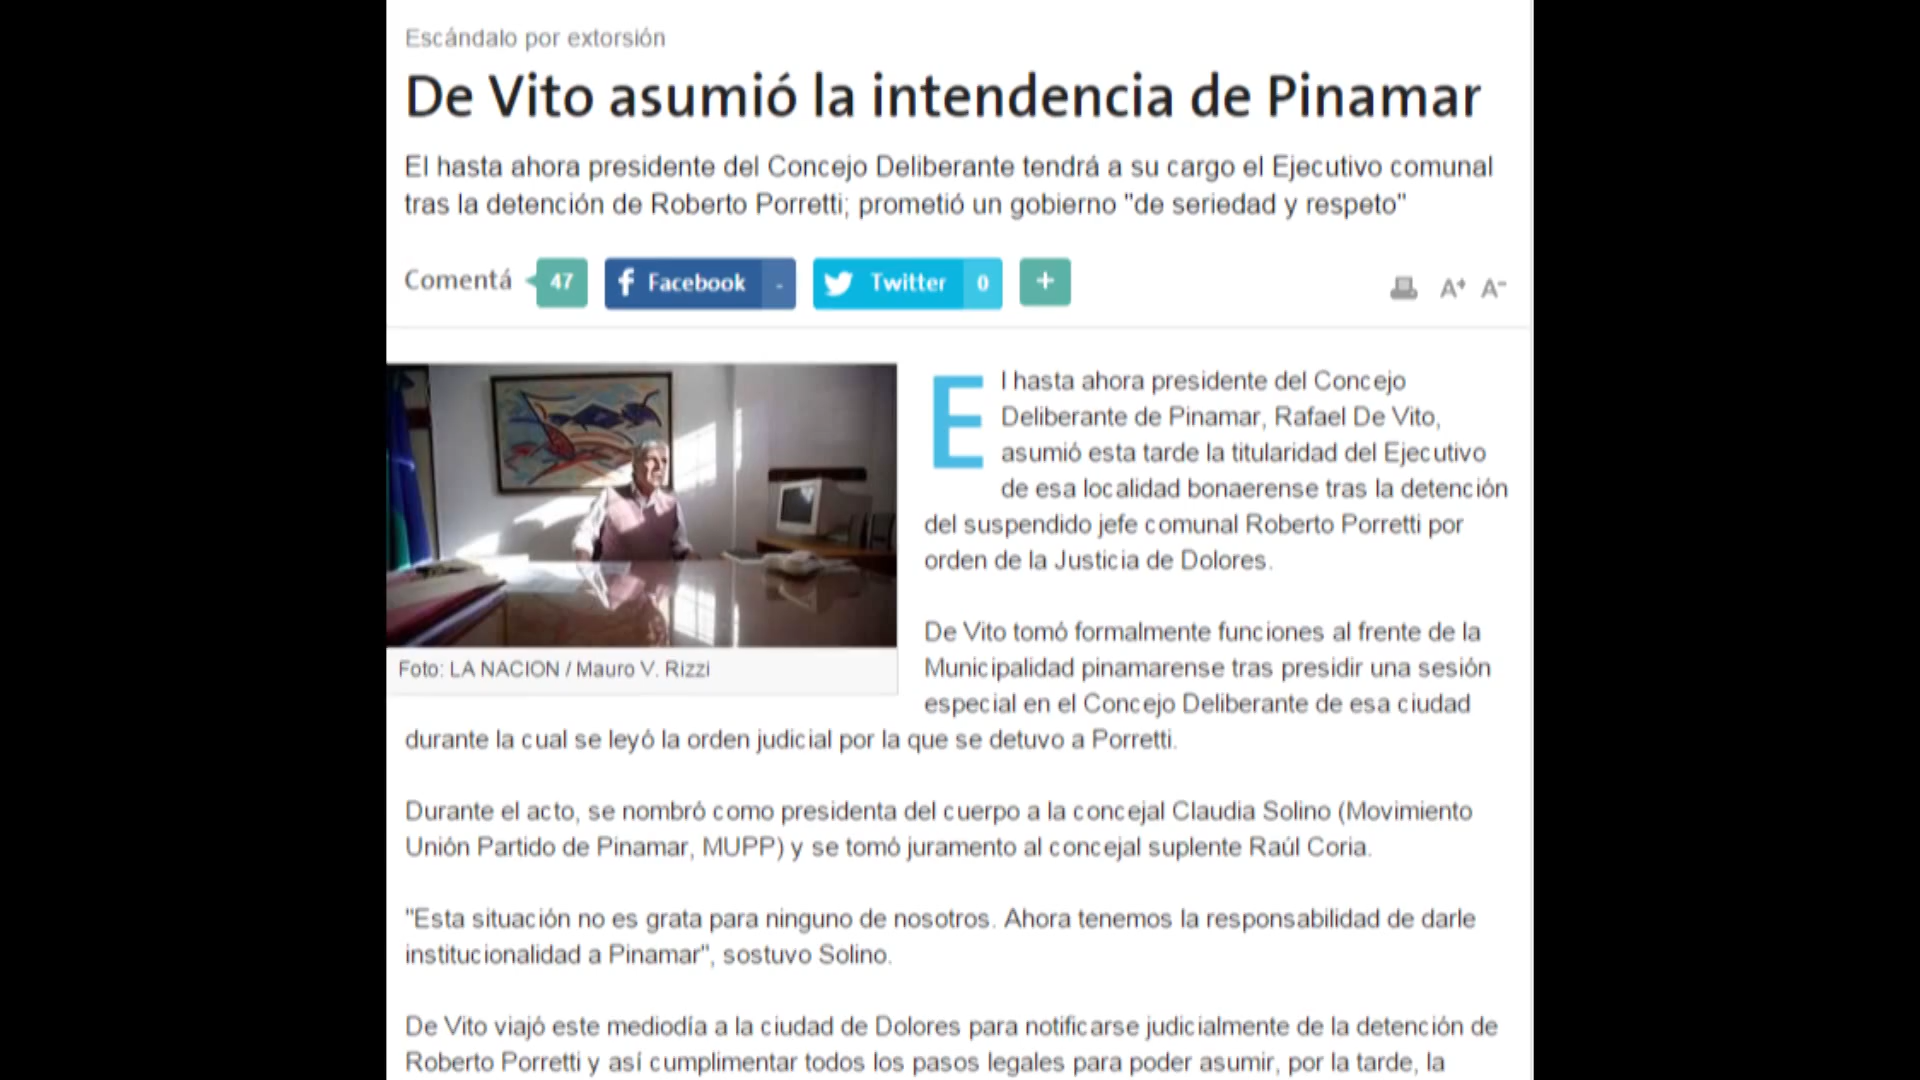 Escándalo por extorsión
De Vito asumió la intendencia de Pinamar
El hasta ahora presidente del Concejo Deliberante tendrá a su cargo el Ejecutivo comunal
tras la detención de Roberto Porretti; prometió un gobierno "de seriedad y respeto"
Comentá 47 Facebook - Twitter 0 + A+ A-
El hasta ahora presidente del Concejo
Deliberante de Pinamar, Rafael De Vito,
asumió esta tarde la titularidad del Ejecutivo
de esa localidad bonaerense tras la detención
del suspendido jefe comunal Roberto Porretti por
orden de la Justicia de Dolores.
De Vito tomó formalmente funciones al frente de la
Foto: LA NACION / Mauro V. Rizzi
Municipalidad pinamarense tras presidir una sesión
especial en el Concejo Deliberante de esa ciudad
durante la cual se leyó la orden judicial por la que se detuvo a Porretti.
Durante el acto, se nombró como presidenta del cuerpo a la concejal Claudia Solino (Movimiento
Unión Partido de Pinamar, MUPP) y se tomó juramento al concejal suplente Raúl Coria.
"Esta situación no es grata para ninguno de nosotros. Ahora tenemos la responsabilidad de darle
institucionalidad a Pinamar", sostuvo Solino.
De Vito viajó este mediodía a la ciudad de Dolores para notificarse judicialmente de la detención de
Roberto Porretti y así cumplimentar todos los pasos legales para poder asumir, por la tarde, la